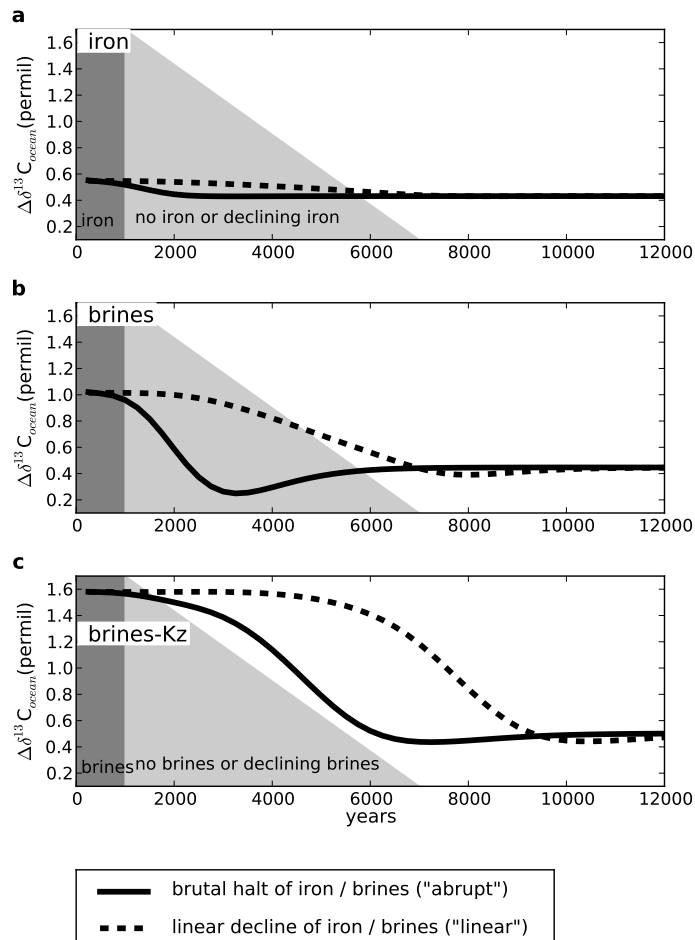 a
1.6
1.4
1.2
1.0
0.8
0.6
0.4
0.2
Δδ¹³C_ocean(permil)
iron
iron
no iron or declining iron
0 2000 4000 6000 8000 10000 12000
b
1.6
1.4
1.2
1.0
0.8
0.6
0.4
0.2
Δδ¹³C_ocean(permil)
brines
0 2000 4000 6000 8000 10000 12000
c
1.6
1.4
1.2
1.0
0.8
0.6
0.4
0.2
Δδ¹³C_ocean(permil)
brines-Kz
brines
no brines or declining brines
0 2000 4000 6000 8000 10000 12000
years
brutal halt of iron / brines ("abrupt")
linear decline of iron / brines ("linear")